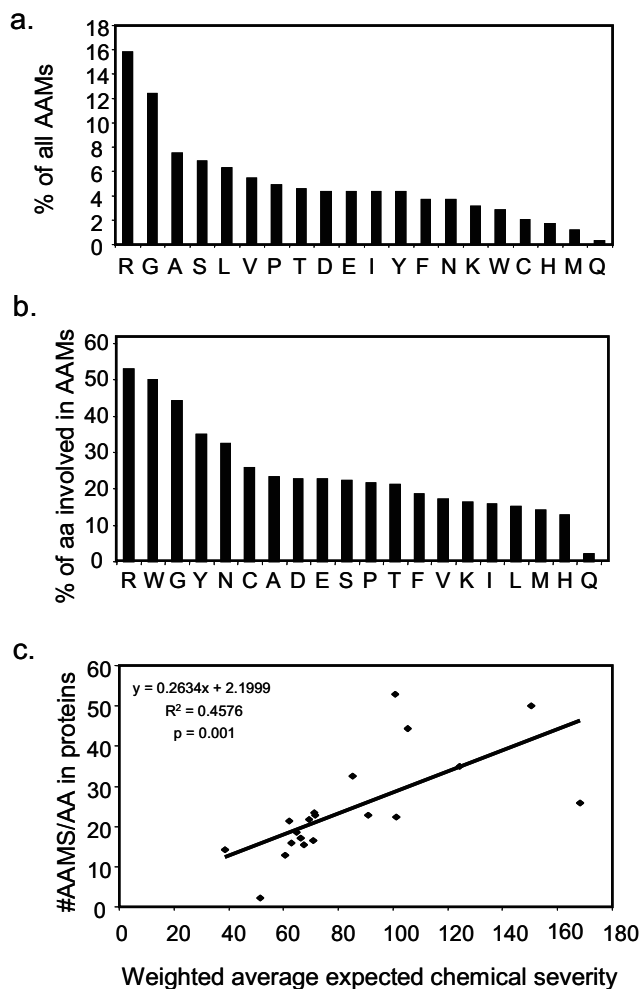 a.
% of all AAMs
18
16
14
12
10
8
6
4
2
0
R G A S L V P T D E I Y F N K W C H M Q
b.
% of aa involved in AAMs
60
50
40
30
20
10
0
R W G Y N C A D E S P T F V K I L M H Q
c.
#AAMS/AA in proteins
60
50
40
30
20
10
0
y = 0.2634x + 2.1999
R² = 0.4576
p = 0.001
0 20 40 60 80 100 120 140 160 180
Weighted average expected chemical severity